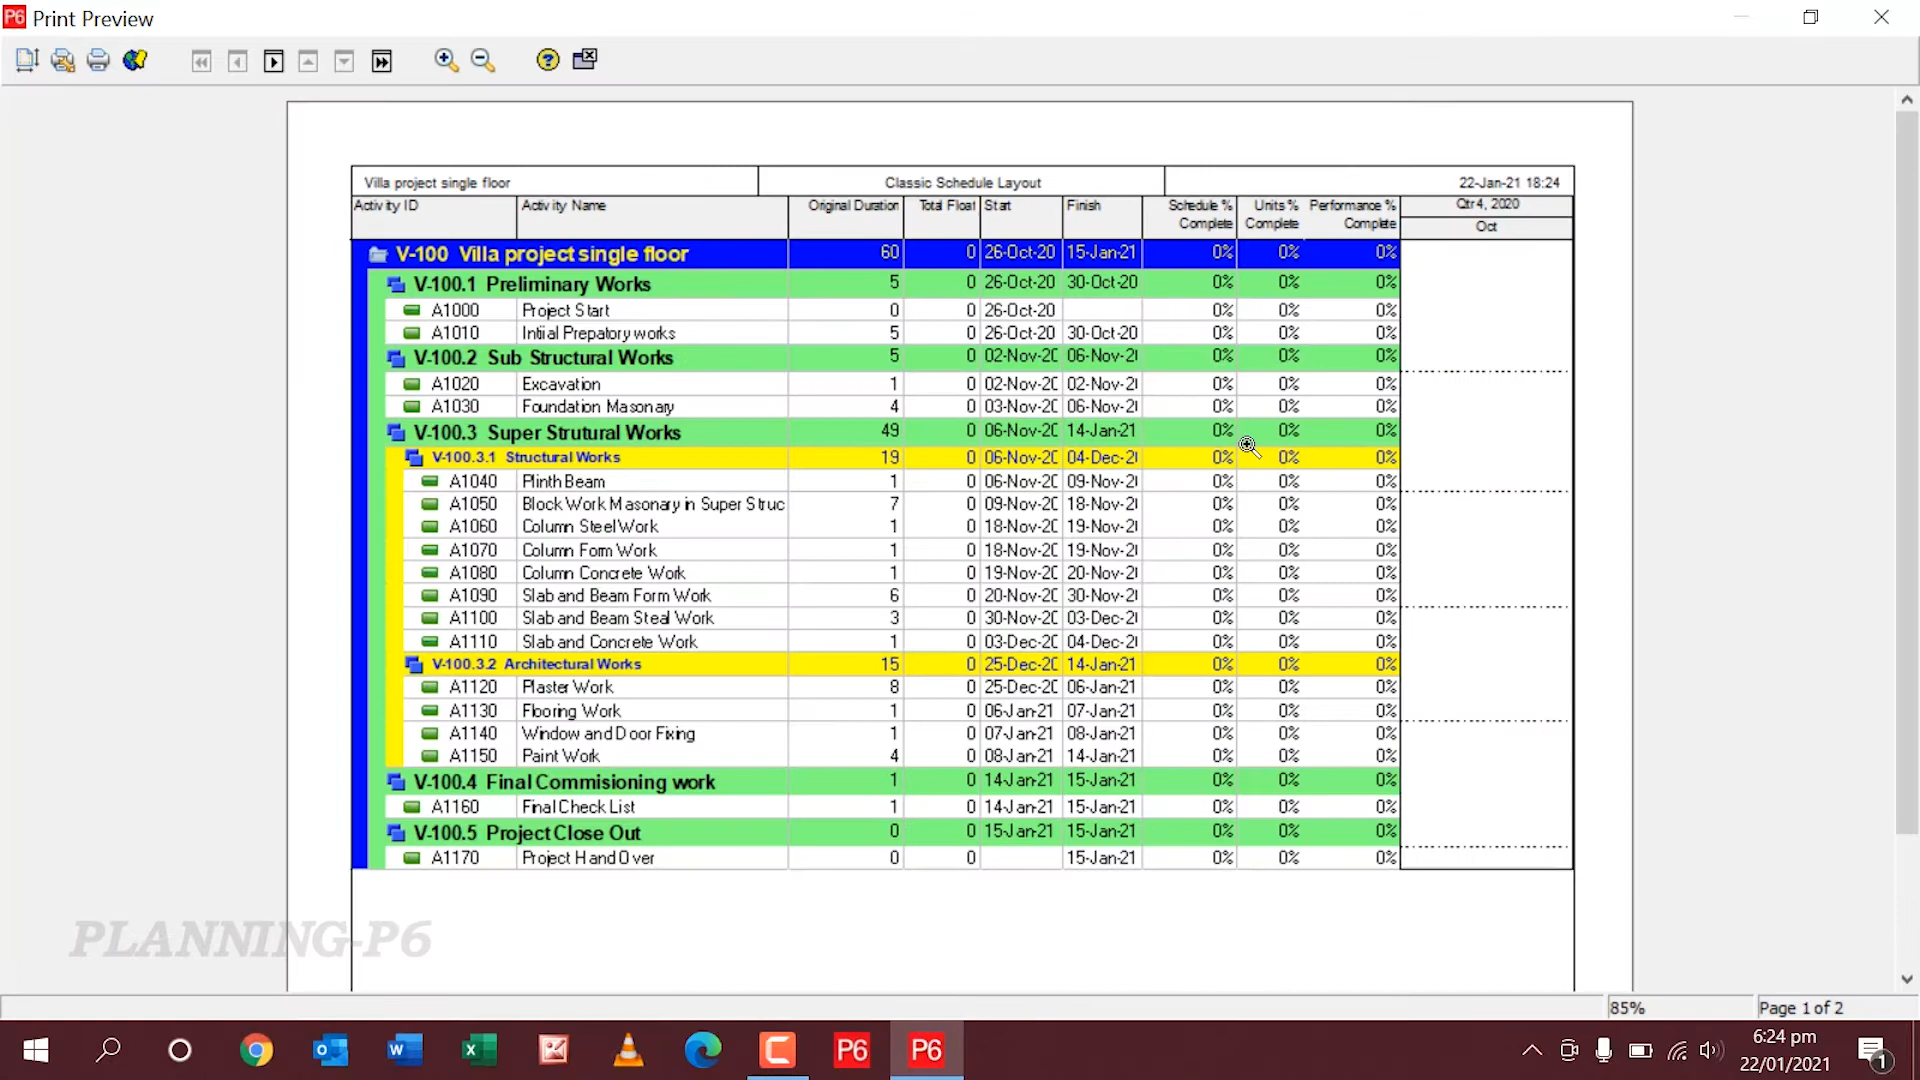 Print Preview
Villa project single floor Classic Schedule Layout 22-Jan-21 18:24
Activity ID Activity Name Original Duration Total Float Start Finish Schedule % Complete Units % Complete Performance % Complete Qtr 4, 2020
Oct
V-100 Villa project single floor 60 0 26-Oct-20 15-Jan-21 0% 0% 0%
V-100.1 Preliminary Works 5 0 26-Oct-20 30-Oct-20 0% 0% 0%
A1000 Project Start 0 0 26-Oct-20 0% 0% 0%
A1010 Intiial Prepatory works 5 0 26-Oct-20 30-Oct-20 0% 0% 0%
V-100.2 Sub Structural Works 5 0 02-Nov-20 06-Nov-2 0% 0% 0%
A1020 Excavation 1 0 02-Nov-20 02-Nov-2 0% 0% 0%
A1030 Foundation Masonary 4 0 03-Nov-20 06-Nov-2 0% 0% 0%
V-100.3 Super Strutural Works 49 0 06-Nov-20 14-Jan-21 0% 0% 0%
V-100.3.1 Structural Works 19 0 06-Nov-20 04-Dec-2 0% 0% 0%
A1040 Plinth Beam 1 0 06-Nov-20 09-Nov-2 0% 0% 0%
A1050 Block Work Masonary in Super Struc 7 0 09-Nov-20 18-Nov-2 0% 0% 0%
A1060 Column Steel Work 1 0 18-Nov-20 19-Nov-2 0% 0% 0%
A1070 Column Form Work 1 0 18-Nov-20 19-Nov-2 0% 0% 0%
A1080 Column Concrete Work 1 0 19-Nov-20 20-Nov-2 0% 0% 0%
A1090 Slab and Beam Form Work 6 0 20-Nov-20 30-Nov-2 0% 0% 0%
A1100 Slab and Beam Steal Work 3 0 30-Nov-20 03-Dec-2 0% 0% 0%
A1110 Slab and Concrete Work 1 0 03-Dec-20 04-Dec-2 0% 0% 0%
V-100.3.2 Architectural Works 15 0 25-Dec-20 14-Jan-21 0% 0% 0%
A1120 Plaster Work 8 0 25-Dec-20 06-Jan-21 0% 0% 0%
A1130 Flooring Work 1 0 06-Jan-21 07-Jan-21 0% 0% 0%
A1140 Window and Door Fixing 1 0 07-Jan-21 08-Jan-21 0% 0% 0%
A1150 Paint Work 4 0 08-Jan-21 14-Jan-21 0% 0% 0%
V-100.4 Final Commisioning work 1 0 14-Jan-21 15-Jan-21 0% 0% 0%
A1160 Final Check List 1 0 14-Jan-21 15-Jan-21 0% 0% 0%
V-100.5 Project Close Out 0 0 15-Jan-21 15-Jan-21 0% 0% 0%
A1170 Project Hand Over 0 0 15-Jan-21 0% 0% 0%
PLANNING-P6
85% Page 1 of 2
6:24 pm
22/01/2021